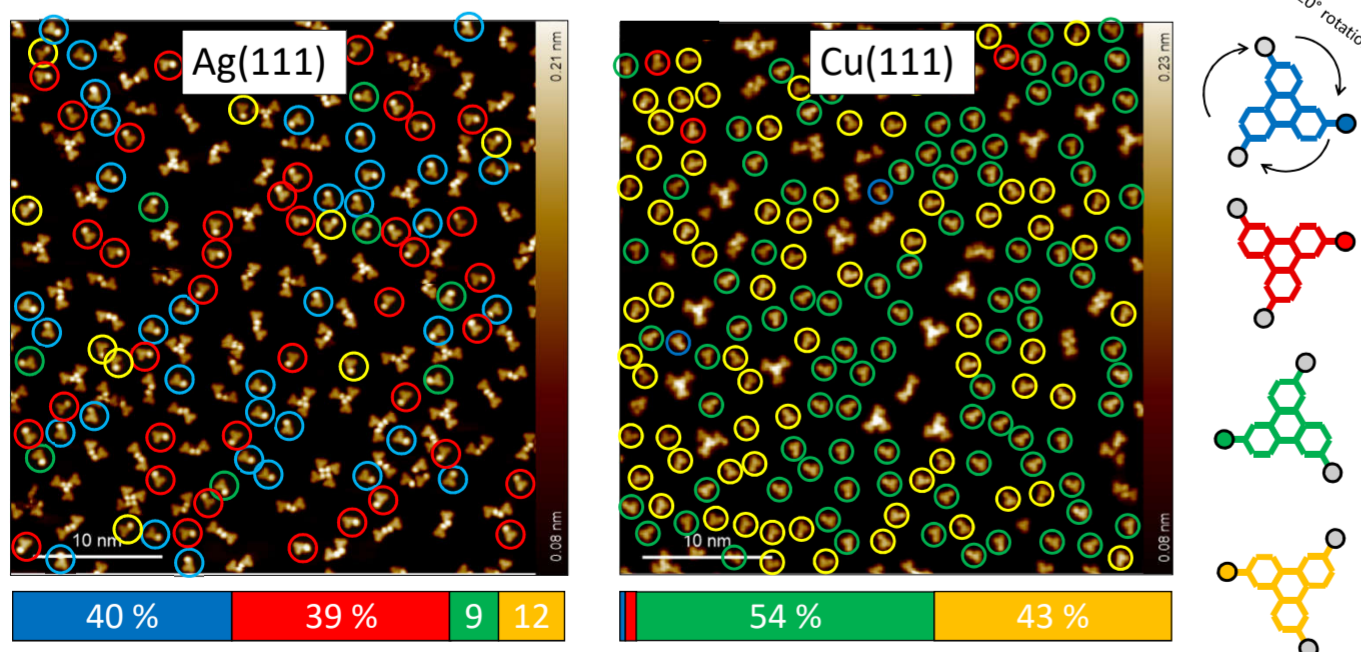 Ag(111)
0.21 nm
0.08 nm
10 nm
40 %
39 %
9
12
Cu(111)
0.23 nm
0.08 nm
10 nm
54 %
43 %
rotation